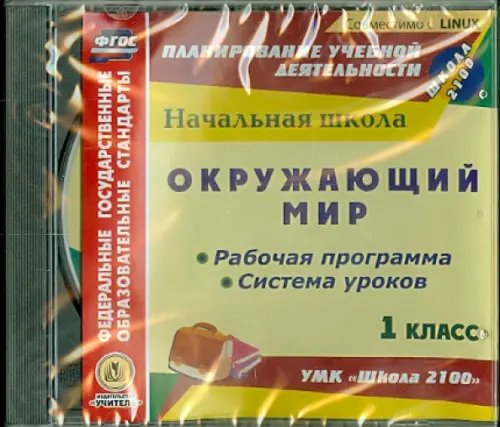 Совместимо с LINUX
ФГОС
ПЛАНИРОВАНИЕ УЧЕБНОЙ
ДЕЯТЕЛЬНОСТИ
ШКОЛА
2100
Начальная школа
ФЕДЕРАЛЬНЫЕ ГОСУДАРСТВЕННЫЕ
ОБРАЗОВАТЕЛЬНЫЕ СТАНДАРТЫ
ОКРУЖАЮЩИЙ
МИР
• Рабочая программа
• Система уроков
1 КЛАСС
УМК «Школа 2100»
ИЗДАТЕЛЬСТВО
«УЧИТЕЛЬ»